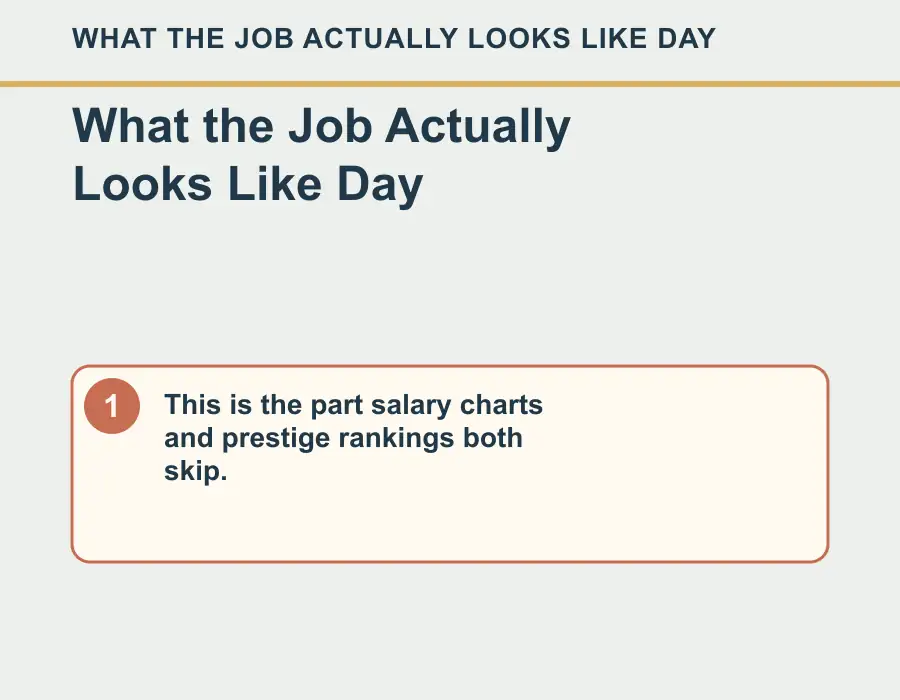 WHAT THE JOB ACTUALLY LOOKS LIKE DAY
What the Job Actually
Looks Like Day
1
This is the part salary charts
and prestige rankings both
skip.